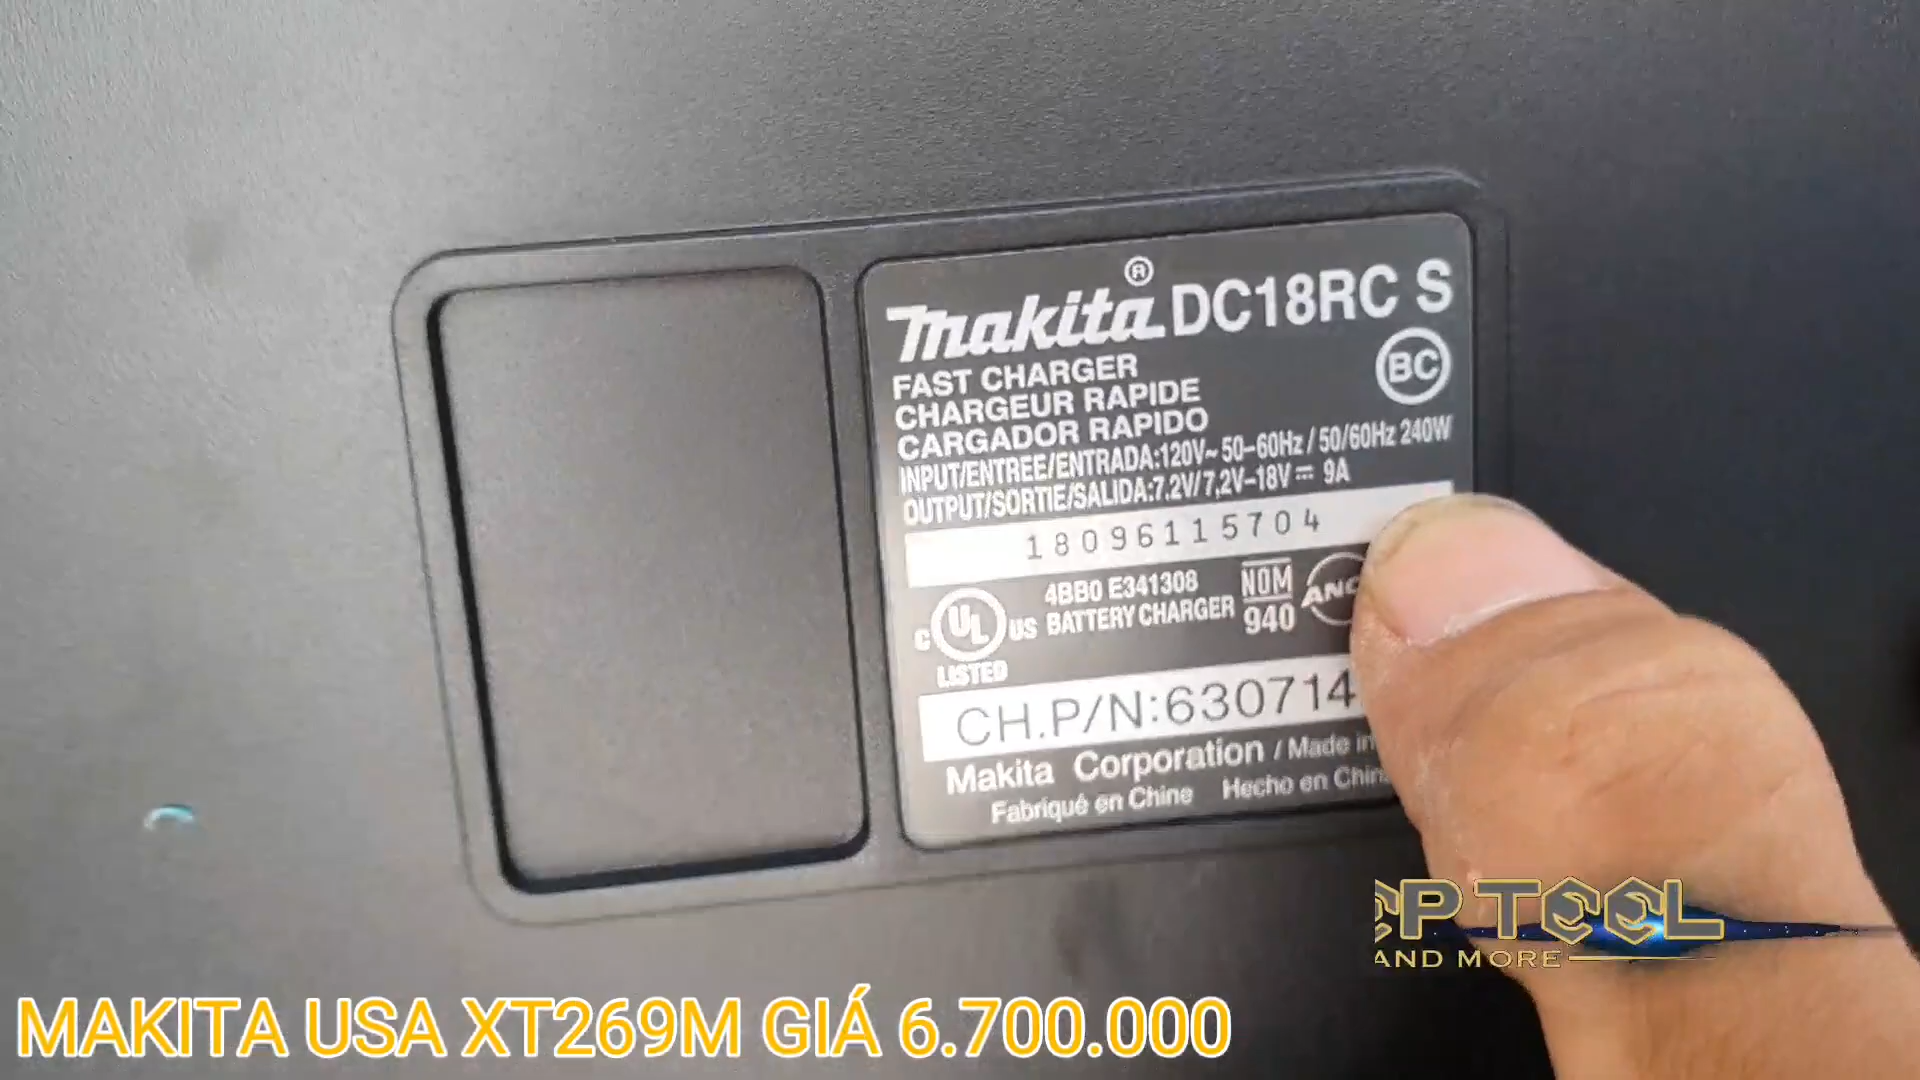 makita® DC18RC S
BC
FAST CHARGER
CHARGEUR RAPIDE
CARGADOR RAPIDO
INPUT/ENTREE/ENTRADA:120V~ 50-60Hz / 50/60Hz 240W
OUTPUT/SORTIE/SALIDA:7.2V/7,2V-18V⎓ 9A
18096115704
C UL US
LISTED
4BB0 E341308
BATTERY CHARGER
NOM
940
ANC
CH.P/N:630714
Makita Corporation / Made in
Fabriqué en Chine Hecho en Chin
P TOOL
AND MORE
MAKITA USA XT269M GIÁ 6.700.000